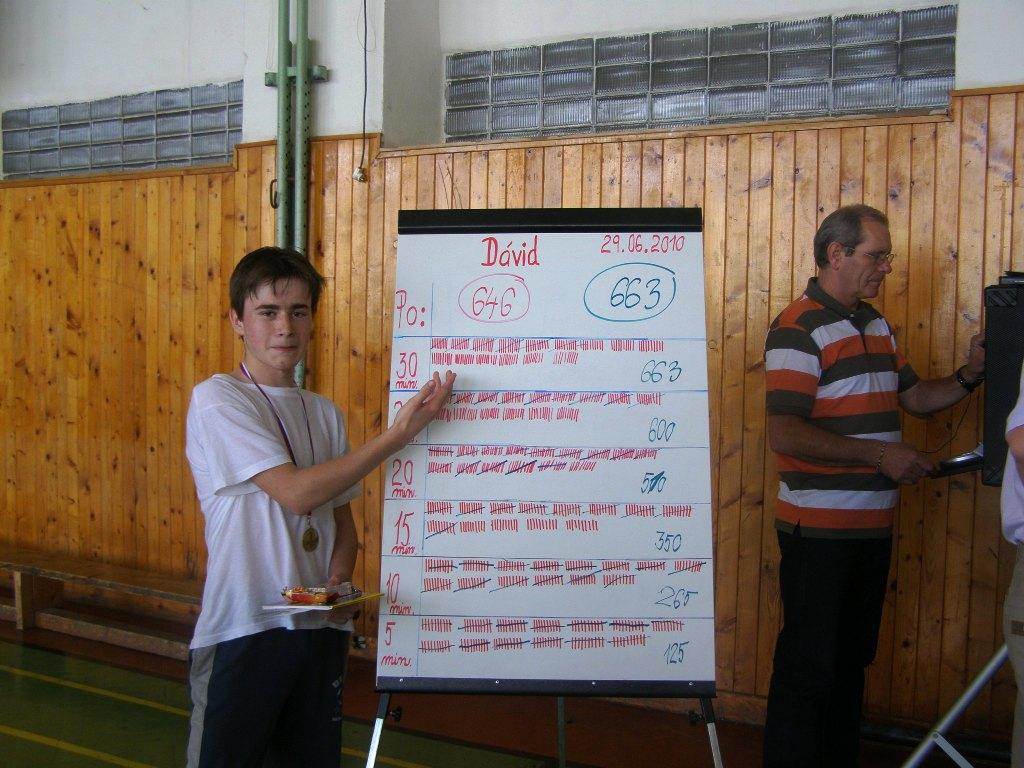 Dávid 29.06.2010
Po: 646 663
30 min. 663
600
20 min. 510
15 min. 350
10 min. 265
5 min. 125